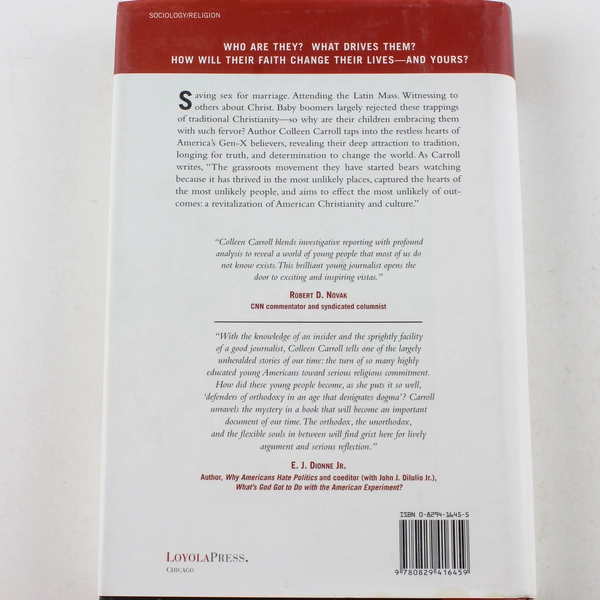 SOCIOLOGY/RELIGION
WHO ARE THEY? WHAT DRIVES THEM?
HOW WILL THEIR FAITH CHANGE THEIR LIVES—AND YOURS?
Saving sex for marriage. Attending the Latin Mass. Witnessing to
others about Christ. Baby boomers largely rejected these trappings
of traditional Christianity—so why are their children embracing them
with such fervor? Author Colleen Carroll taps into the restless hearts of
America's Gen-X believers, revealing their deep attraction to tradition,
longing for truth, and determination to change the world. As Carroll
writes, "The grassroots movement they have started bears watching
because it has thrived in the most unlikely places, captured the hearts of
the most unlikely people, and aims to effect the most unlikely of out-
comes: a revitalization of American Christianity and culture."
"Colleen Carroll blends investigative reporting with profound
analysis to reveal a world of young people that most of us do
not know exists. This brilliant young journalist opens the
door to exciting and inspiring vistas."
ROBERT D. NOVAK
CNN commentator and syndicated columnist
"With the knowledge of an insider and the sprightly facility
of a good journalist, Colleen Carroll tells one of the largely
unheralded stories of our time: the turn of so many highly
educated young Americans toward serious religious commitment.
How did these young people become, as she puts it so well,
'defenders of orthodoxy in an age that denigrates dogma'? Carroll
unravels the mystery in a book that will become an important
document of our time. The orthodox, the unorthodox,
and the flexible souls in between will find grist here for lively
argument and serious reflection."
E. J. DIONNE JR.
Author, Why Americans Hate Politics and coeditor (with John J. DiIulio Jr.),
What's God Got to Do with the American Experiment?
ISBN 0-8294-1645-5
9 780829 416459
LOYOLAPRESS.
CHICAGO